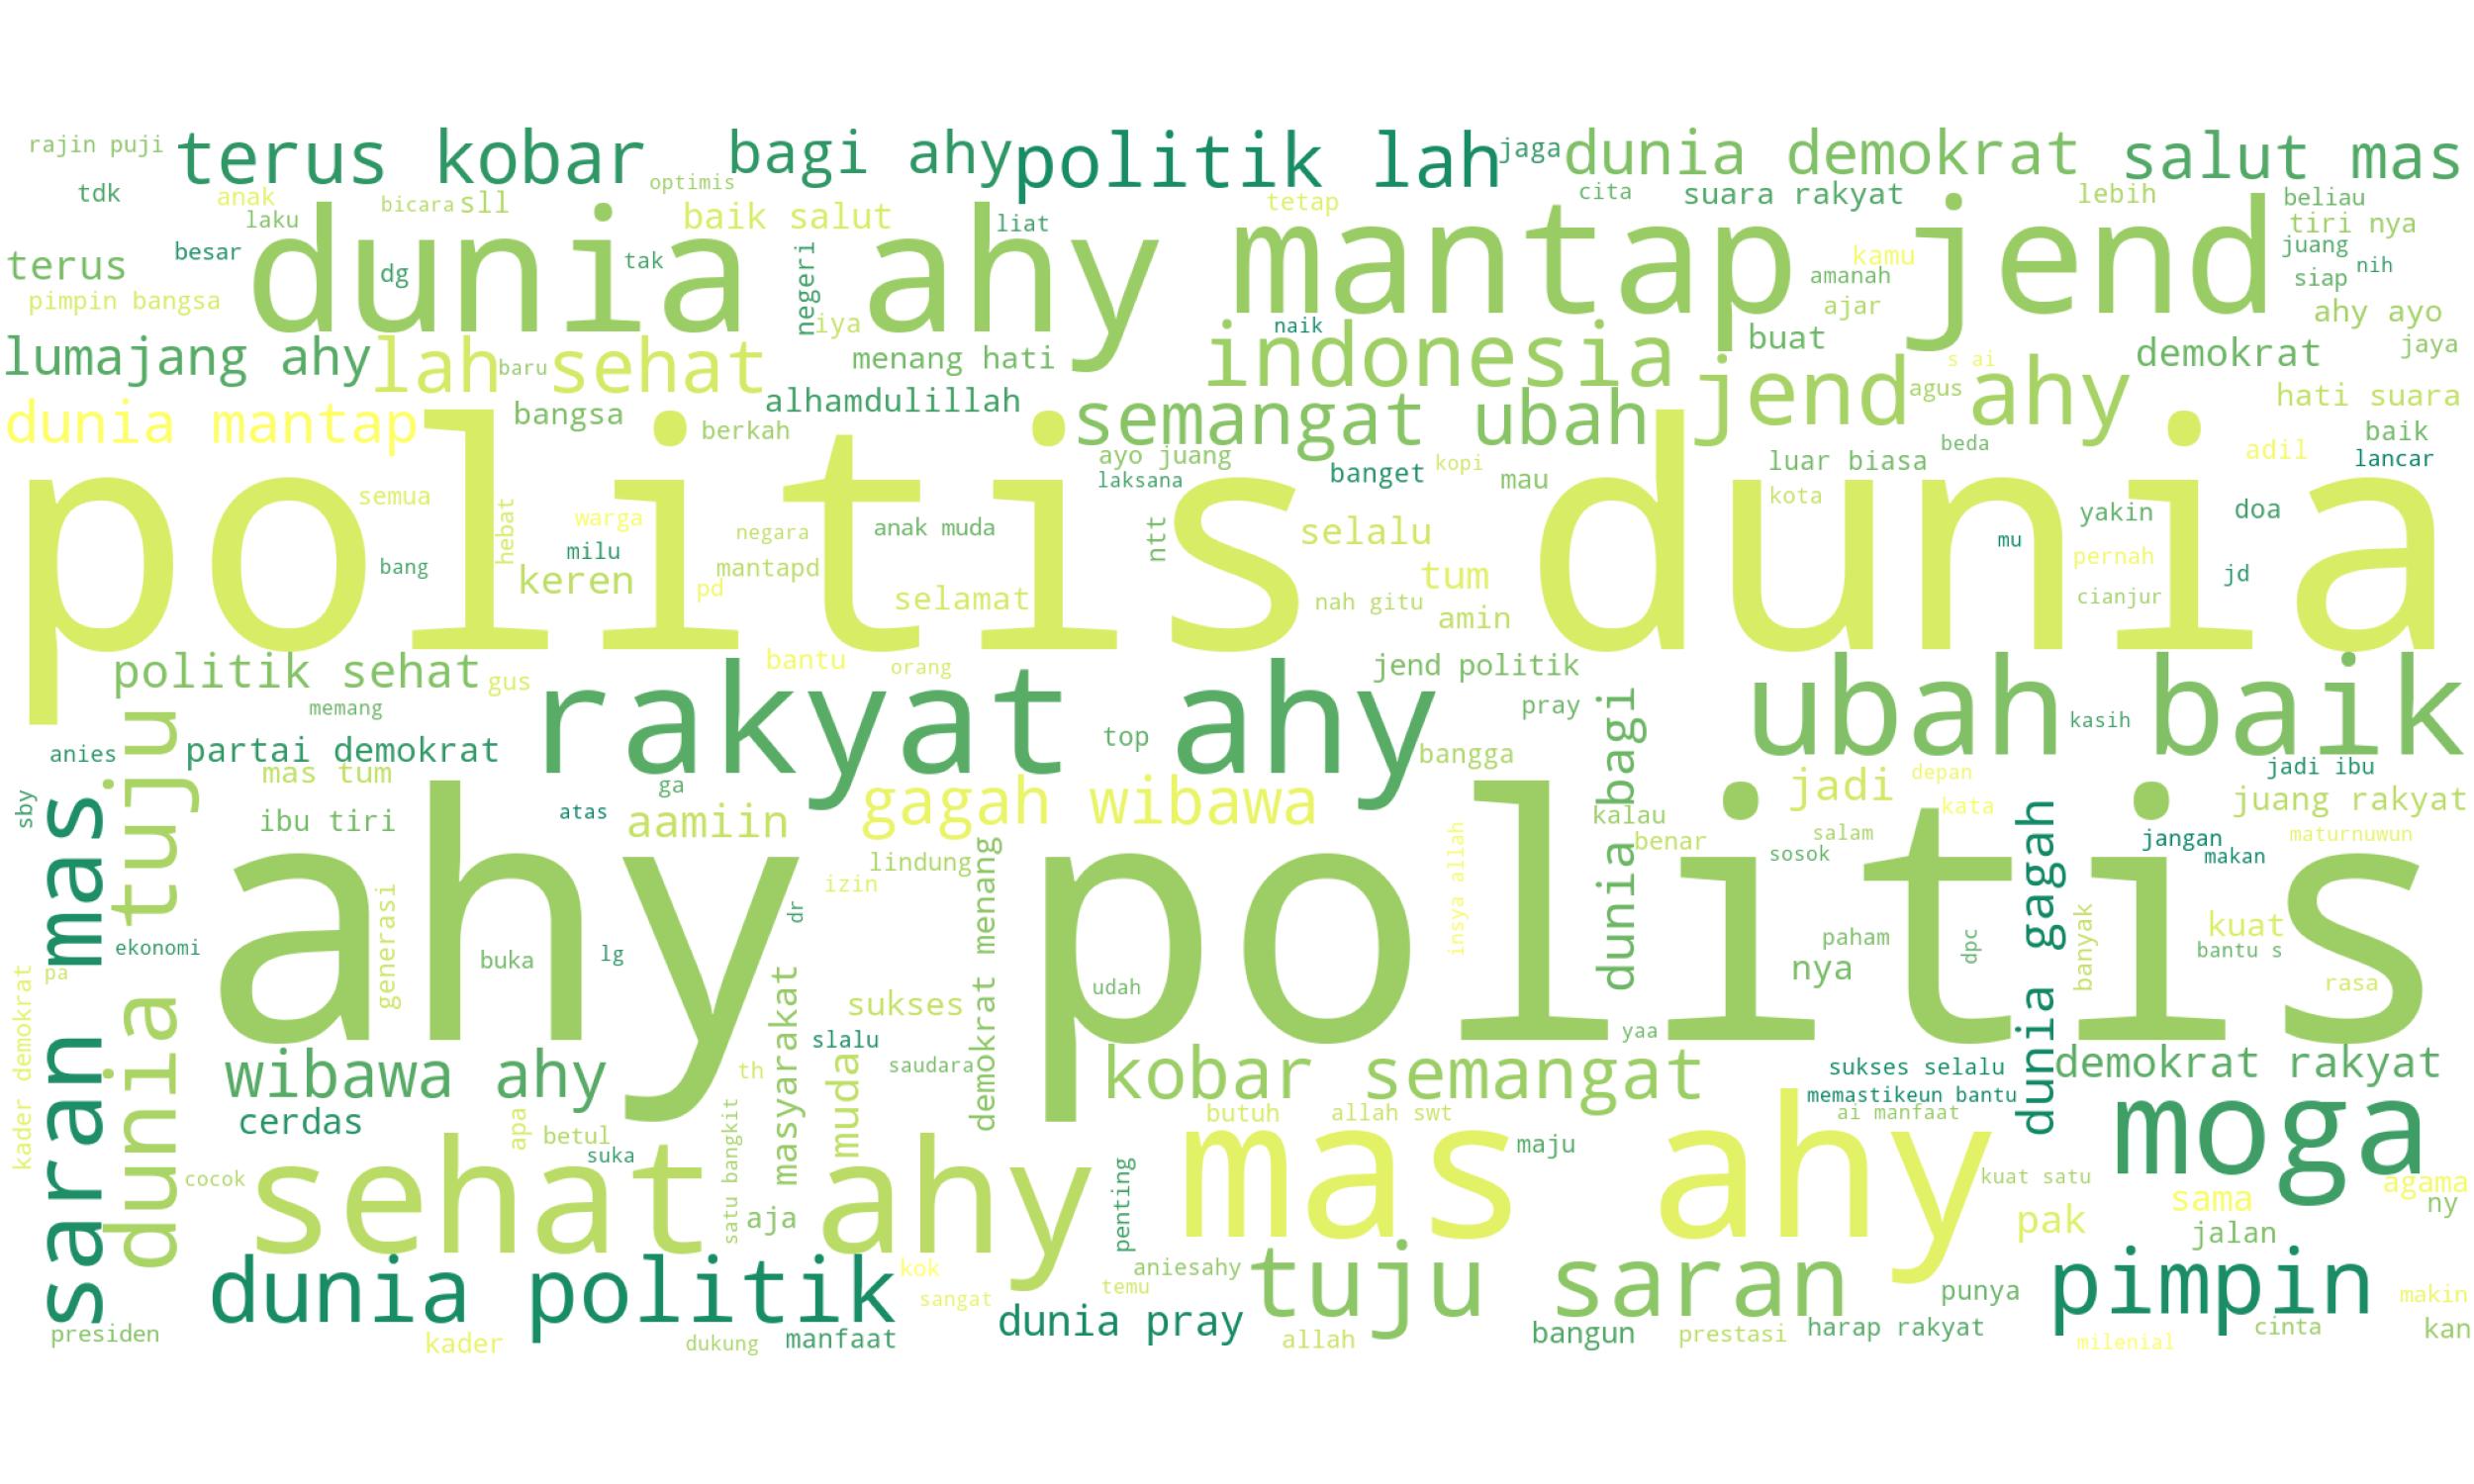 rajin puji
terus kobar
bagi ahy
politik lah
jaga
dunia demokrat
salut mas
tdk
anak
laku
bicara
sll
optimis
baik salut
liat
tetap
cita
suara rakyat
lebih
beliau
tiri nya
terus
besar
dunia ahy
dg
tak
negeri
iya
mantap jend
kamu
amanah
ajar
juang
nih
siap
pimpin bangsa
ahy ayo
lumajang ahy
lah
baru
sehat
menang hati
indonesia
naik
buat
s ai
demokrat
jaya
dunia mantap
bangsa
alhamdulillah
berkah
semangat ubah
jend ahy
agus
hati suara
baik
beda
adil
lancar
politis dunia
semua
hebat
bang
warga
milu
keren
negara
mantapd
pd
anak muda
selamat
ayo juang
laksana
ntt
banget
kopi
mau
selalu
tum
nah gitu
amin
luar biasa
kota
mu
yakin
doa
pernah
jd
cianjur
politik sehat
gus
memang
bantu
orang
rakyat ahy
jend politik
pray
top
bangga
dunia bagi
ubah baik
kasih
anies
partai demokrat
mas tum
ibu tiri
sby
saran mas
dunia tuju
atas
ga
aamiin
gagah wibawa
jadi
depan
kata
jadi ibu
juang rakyat
kalau
benar
salam
sosok
jangan
makan
maturnuwun
ahy politis
lindung
izin
dr
generasi
ekonomi
buka
lg
pa
kader demokrat
demokrat menang
udah
insya allah
paham
nya
dpc
dunia gagah
banyak
kuat
bantu s
rasa
sukses
slalu
saudara
masyarakat
yaa
wibawa ahy
th
muda
kobar semangat
sukses selalu
memastikeun bantu
ai manfaat
demokrat rakyat
cerdas
apa
betul
suka
satu bangkit
aja
butuh
allah swt
maju
mas ahy
moga
cocok
sehat ahy
penting
kuat satu
sama
agama
ny
pak
jalan
dunia politik
kok
sangat
aniesahy
temu
tuju saran
punya
pimpin
makin
presiden
kader
dukung
manfaat
dunia pray
allah
bangun
prestasi
harap rakyat
milenial
cinta
kan